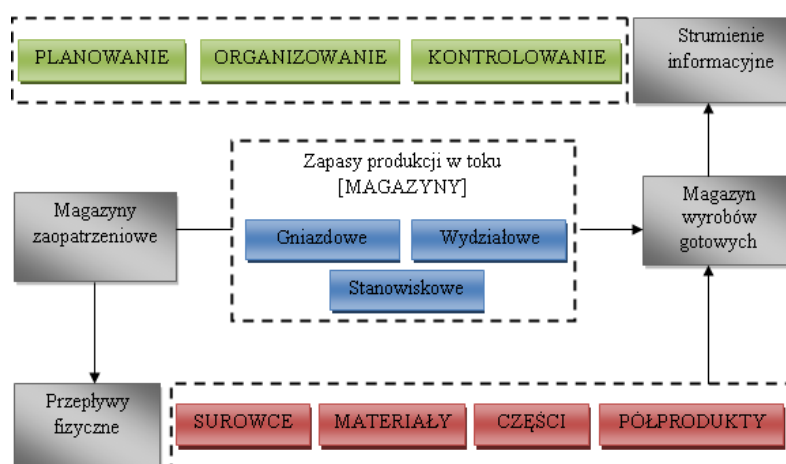 PLANOWANIE
ORGANIZOWANIE
KONTROLOWANIE
Strumienie
informacyjne
Zapasy produkcji w toku
[MAGAZYNY]
Magazyny
zaopatrzeniowe
Gniazdowe
Wydziałowe
Stanowiskowe
Magazyn
wyrobów
gotowych
Przepływy
fizyczne
SUROWCE
MATERIAŁY
CZĘŚCI
PÓŁPRODUKTY